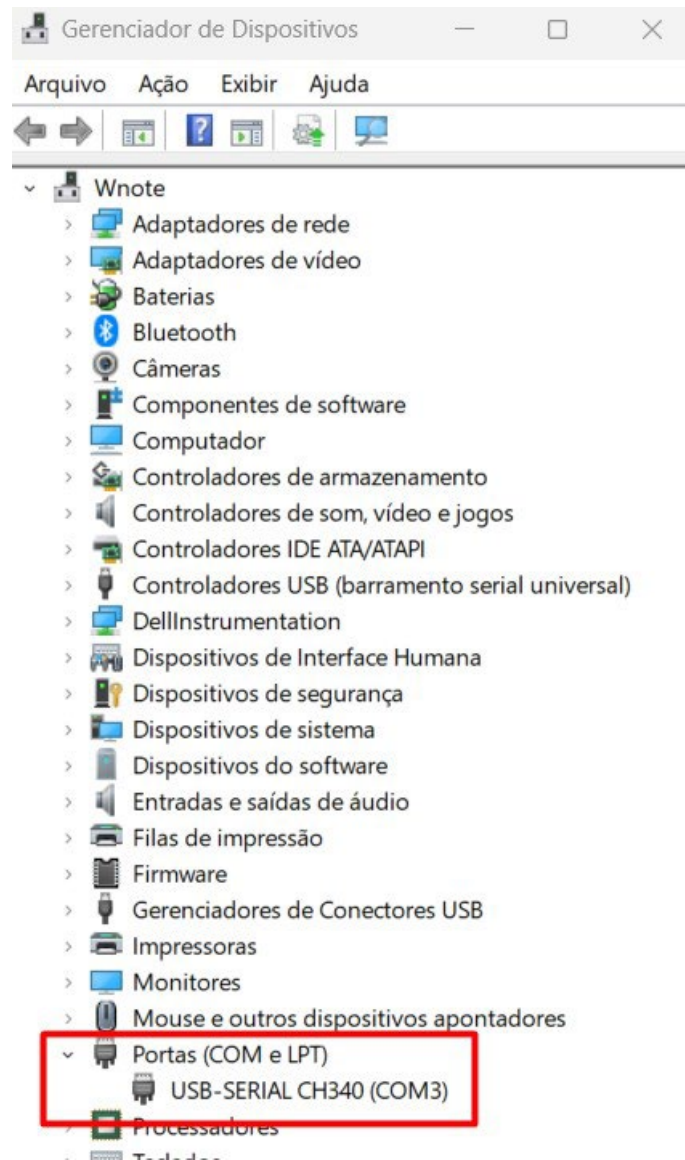 Gerenciador de Dispositivos
Arquivo Ação Exibir Ajuda
Wnote
Adaptadores de rede
Adaptadores de vídeo
Baterias
Bluetooth
Câmeras
Componentes de software
Computador
Controladores de armazenamento
Controladores de som, vídeo e jogos
Controladores IDE ATA/ATAPI
Controladores USB (barramento serial universal)
DellInstrumentation
Dispositivos de Interface Humana
Dispositivos de segurança
Dispositivos de sistema
Dispositivos do software
Entradas e saídas de áudio
Filas de impressão
Firmware
Gerenciadores de Conectores USB
Impressoras
Monitores
Mouse e outros dispositivos apontadores
Portas (COM e LPT)
USB-SERIAL CH340 (COM3)
Processadores
Teclados